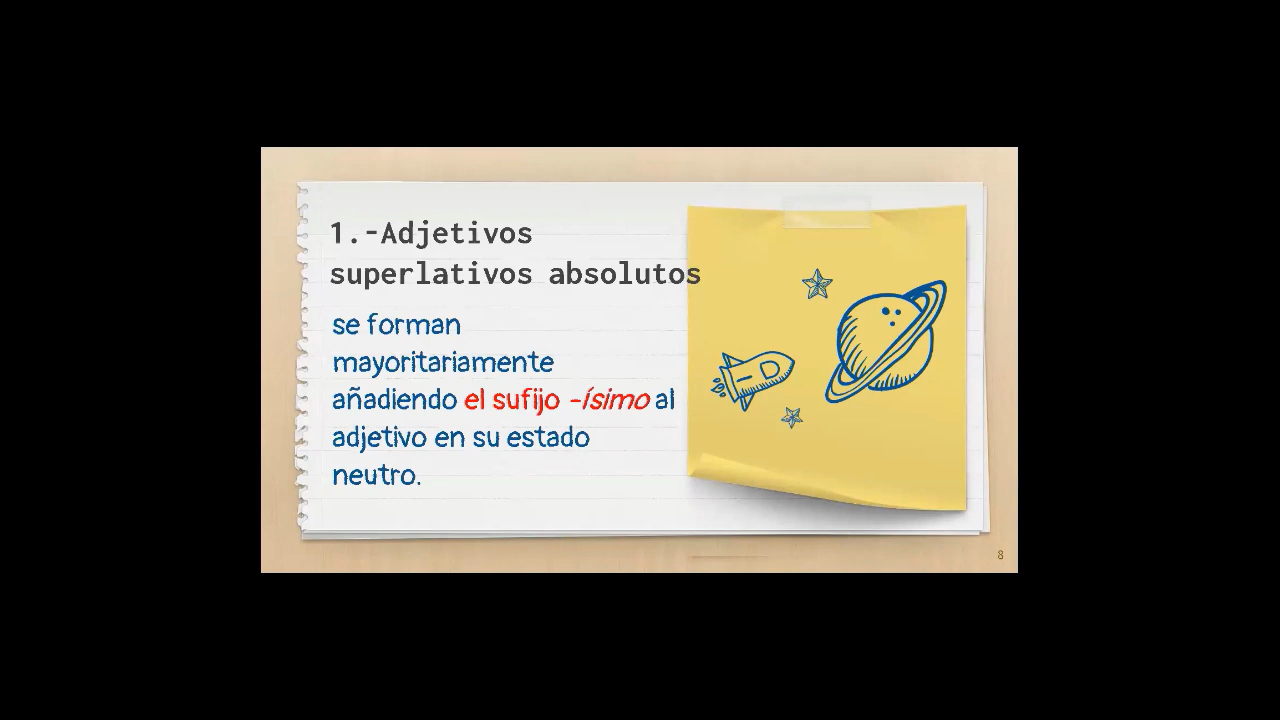 1.-Adjetivos
superlativos absolutos
se forman
mayoritariamente
añadiendo el sufijo -ísimo al
adjetivo en su estado
neutro.
8